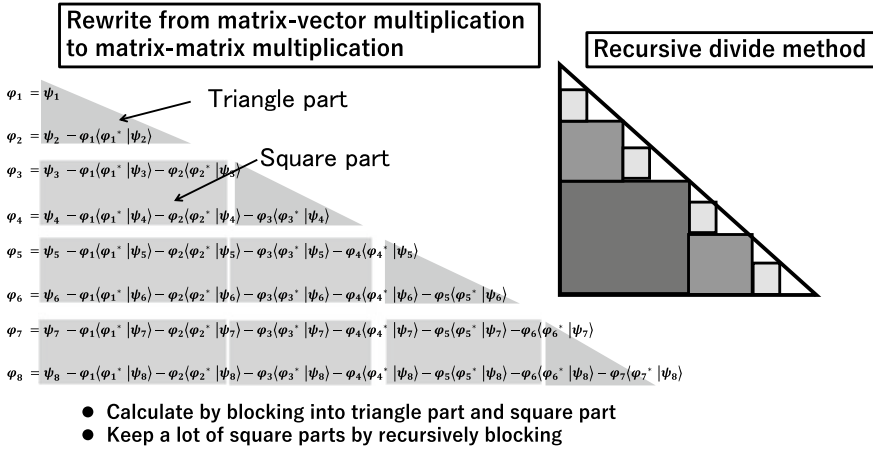 Rewrite from matrix-vector multiplication
to matrix-matrix multiplication
Recursive divide method
Triangle part
Square part
φ₁ = ψ₁
φ₂ = ψ₂ − φ₁⟨φ₁* |ψ₂⟩
φ₃ = ψ₃ − φ₁⟨φ₁* |ψ₃⟩ − φ₂⟨φ₂* |ψ₃⟩
φ₄ = ψ₄ − φ₁⟨φ₁* |ψ₄⟩ − φ₂⟨φ₂* |ψ₄⟩ − φ₃⟨φ₃* |ψ₄⟩
φ₅ = ψ₅ − φ₁⟨φ₁* |ψ₅⟩ − φ₂⟨φ₂* |ψ₅⟩ − φ₃⟨φ₃* |ψ₅⟩ − φ₄⟨φ₄* |ψ₅⟩
φ₆ = ψ₆ − φ₁⟨φ₁* |ψ₆⟩ − φ₂⟨φ₂* |ψ₆⟩ − φ₃⟨φ₃* |ψ₆⟩ − φ₄⟨φ₄* |ψ₆⟩ − φ₅⟨φ₅* |ψ₆⟩
φ₇ = ψ₇ − φ₁⟨φ₁* |ψ₇⟩ − φ₂⟨φ₂* |ψ₇⟩ − φ₃⟨φ₃* |ψ₇⟩ − φ₄⟨φ₄* |ψ₇⟩ − φ₅⟨φ₅* |ψ₇⟩ − φ₆⟨φ₆* |ψ₇⟩
φ₈ = ψ₈ − φ₁⟨φ₁* |ψ₈⟩ − φ₂⟨φ₂* |ψ₈⟩ − φ₃⟨φ₃* |ψ₈⟩ − φ₄⟨φ₄* |ψ₈⟩ − φ₅⟨φ₅* |ψ₈⟩ − φ₆⟨φ₆* |ψ₈⟩ − φ₇⟨φ₇* |ψ₈⟩
● Calculate by blocking into triangle part and square part
● Keep a lot of square parts by recursively blocking